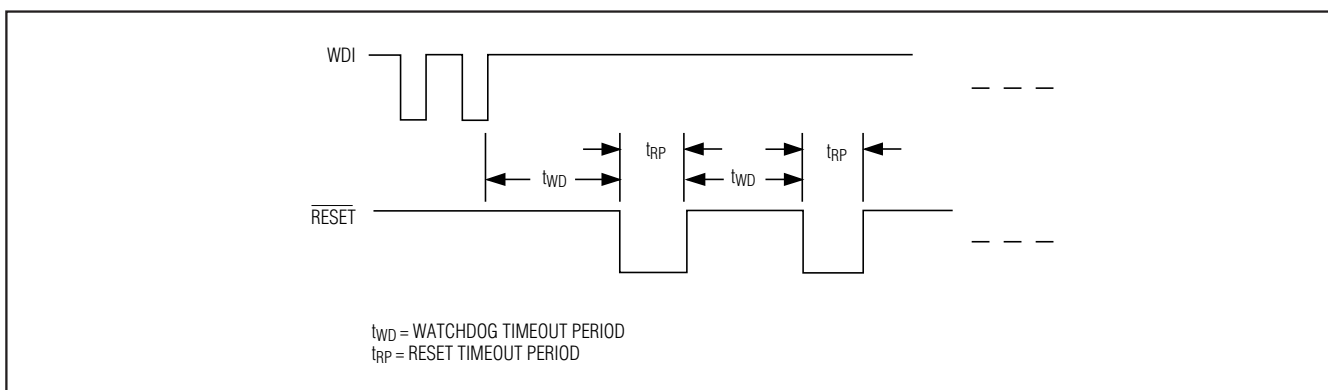 WDI
tRP
tRP
tWD
tWD
RESET
tWD = WATCHDOG TIMEOUT PERIOD
tRP = RESET TIMEOUT PERIOD